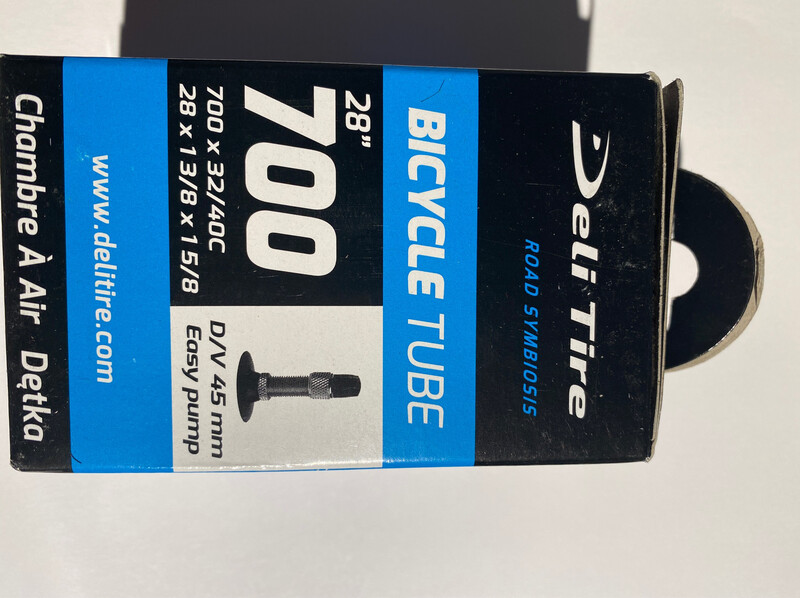 Deli Tire
ROAD SYMBIOSIS
BICYCLE TUBE
28”
700
700 x 32/40C
28 x 1 3/8 x 1 5/8
D/V 45 mm
Easy pump
www.delitire.com
Chambre À Air Dętka